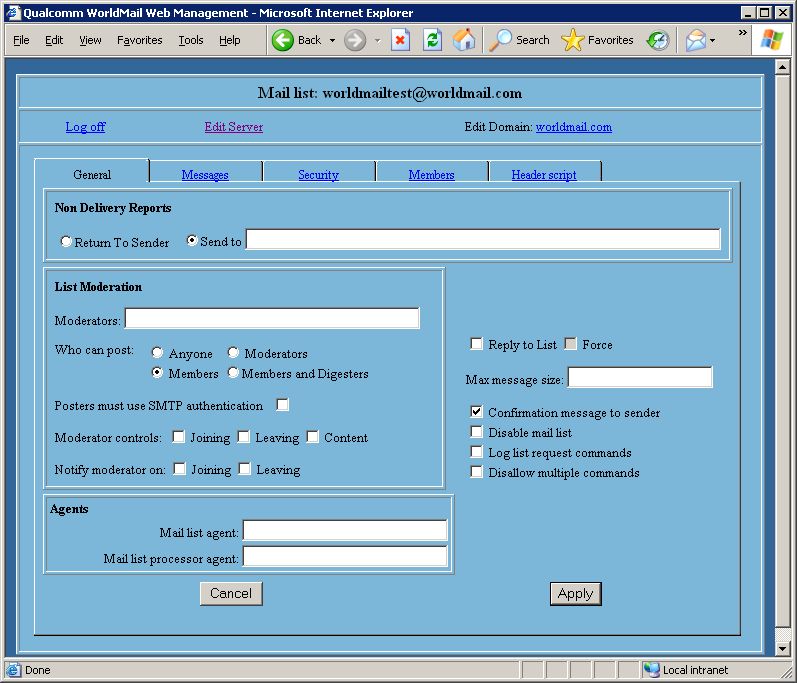 Qualcomm WorldMail Web Management - Microsoft Internet Explorer
File Edit View Favorites Tools Help Back Search Favorites »
Mail list: worldmailtest@worldmail.com
Log off Edit Server Edit Domain: worldmail.com
General Messages Security Members Header script
Non Delivery Reports
Return To Sender Send to
List Moderation
Moderators:
Who can post: Anyone Moderators
Members Members and Digesters
Posters must use SMTP authentication
Moderator controls: Joining Leaving Content
Notify moderator on: Joining Leaving
Reply to List Force
Max message size:
Confirmation message to sender
Disable mail list
Log list request commands
Disallow multiple commands
Agents
Mail list agent:
Mail list processor agent:
Cancel Apply
Done Local intranet